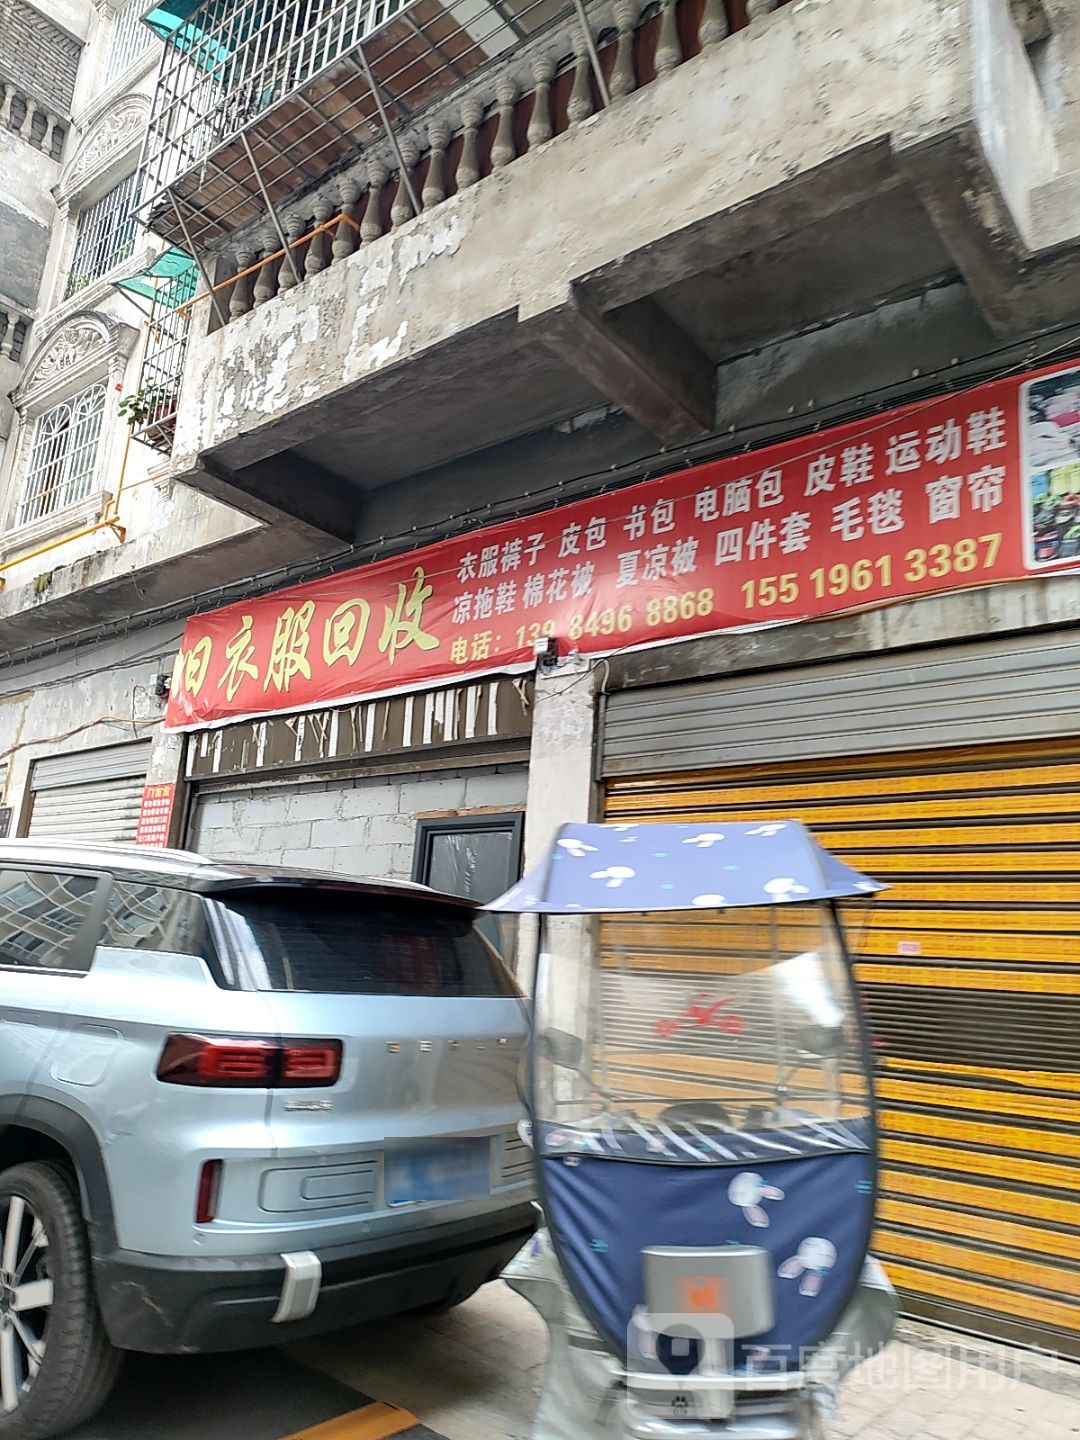 旧衣服回收
衣服裤子 皮包 书包 电脑包 皮鞋 运动鞋
凉拖鞋 棉花被 夏凉被 四件套 毛毯 窗帘
电话：139 8496 8868 155 1961 3387
GEELY
百度地图用户